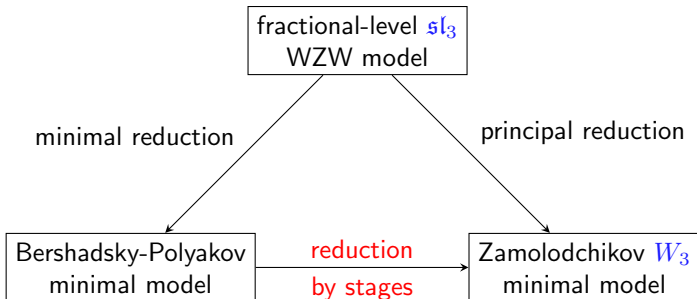 fractional-level 𝔰𝔩₃
WZW model
minimal reduction
principal reduction
Bershadsky-Polyakov
minimal model
reduction
by stages
Zamolodchikov W₃
minimal model